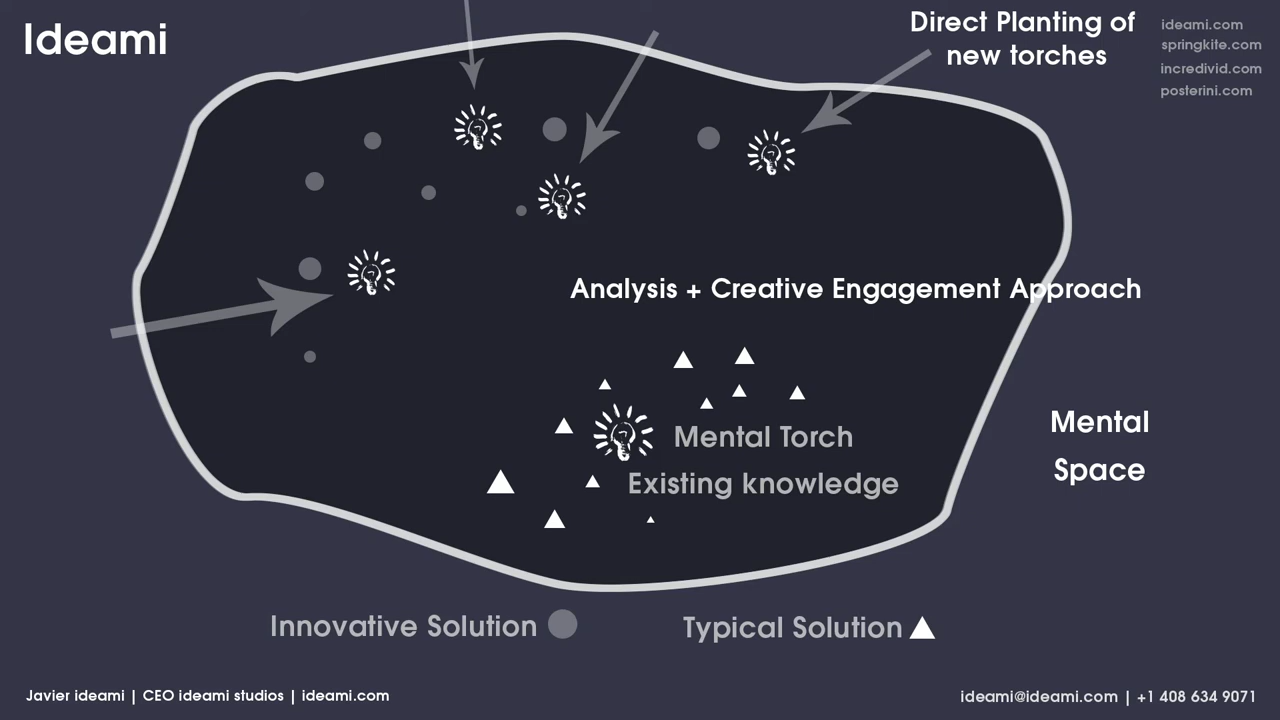 Ideami
Direct Planting of
new torches
ideami.com
springkite.com
incredivid.com
posterini.com
Analysis + Creative Engagement Approach
Mental Torch
Existing knowledge
Mental
Space
Innovative Solution
Typical Solution
Javier ideami | CEO ideami studios | ideami.com
ideami@ideami.com | +1 408 634 9071